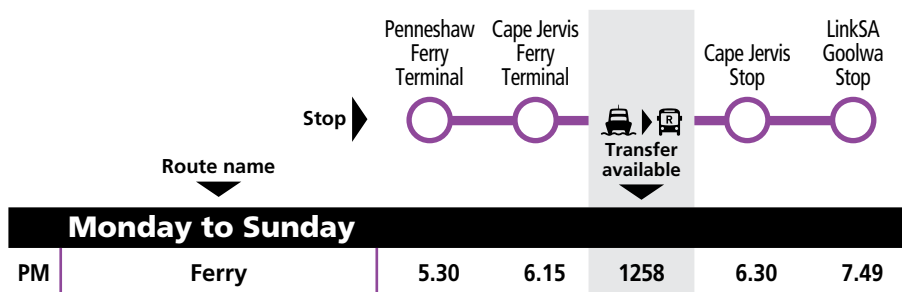 Penneshaw
Ferry
Terminal
Cape Jervis
Ferry
Terminal
Cape Jervis
Stop
LinkSA
Goolwa
Stop
Stop
R
Transfer
available
Route name
Monday to Sunday
PM Ferry 5.30 6.15 1258 6.30 7.49